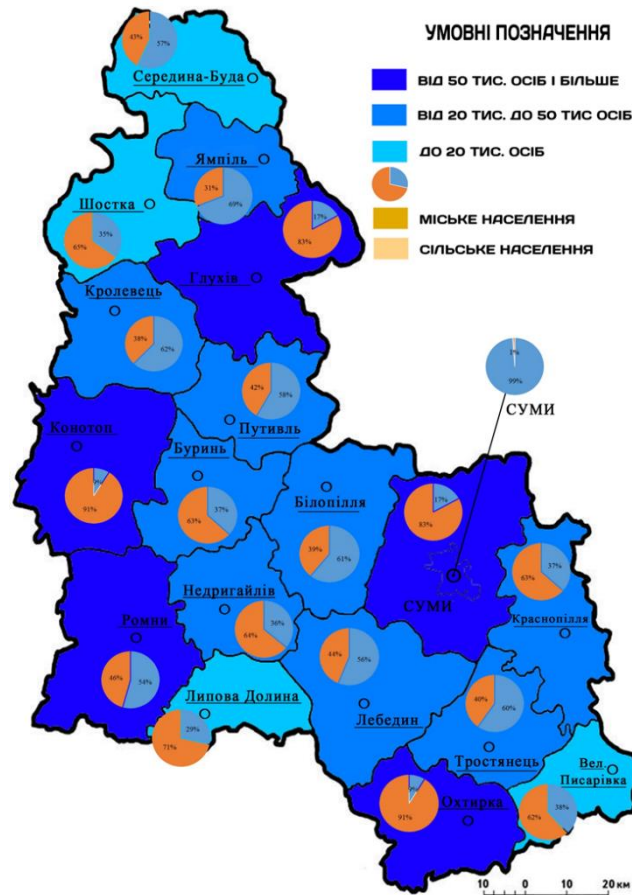 УМОВНІ ПОЗНАЧЕННЯ
ВІД 50 ТИС. ОСІБ І БІЛЬШЕ
ВІД 20 ТИС. ДО 50 ТИС ОСІБ
ДО 20 ТИС. ОСІБ
МІСЬКЕ НАСЕЛЕННЯ
СІЛЬСЬКЕ НАСЕЛЕННЯ
43%
57%
Середина-Буда
Ямпіль
31%
69%
Шостка
35%
65%
17%
83%
Глухів
Кролевець
38%
62%
1%
99%
СУМИ
42%
58%
Путивль
Конотоп
9%
91%
Буринь
37%
63%
Білопілля
39%
61%
17%
83%
СУМИ
37%
63%
Краснопілля
Недригайлів
36%
64%
Ромни
46%
54%
44%
56%
Лебедин
Липова Долина
29%
71%
40%
60%
Тростянець
Вел.
Писарівка
38%
62%
9%
91%
Охтирка
10 0 10 20 км